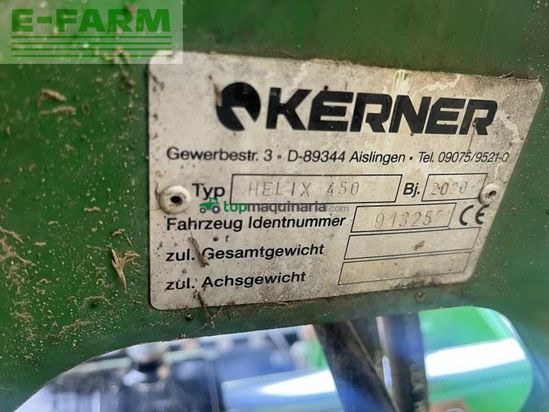 E-FARM
KERNER
Gewerbestr. 3 • D-89344 Aislingen • Tel. 09075/9521-0
Typ HELIX 450 Bj. 2020
topmaquinaria.com
Fahrzeug Identnummer CE
zul. Gesamtgewicht
zul. Achsgewicht